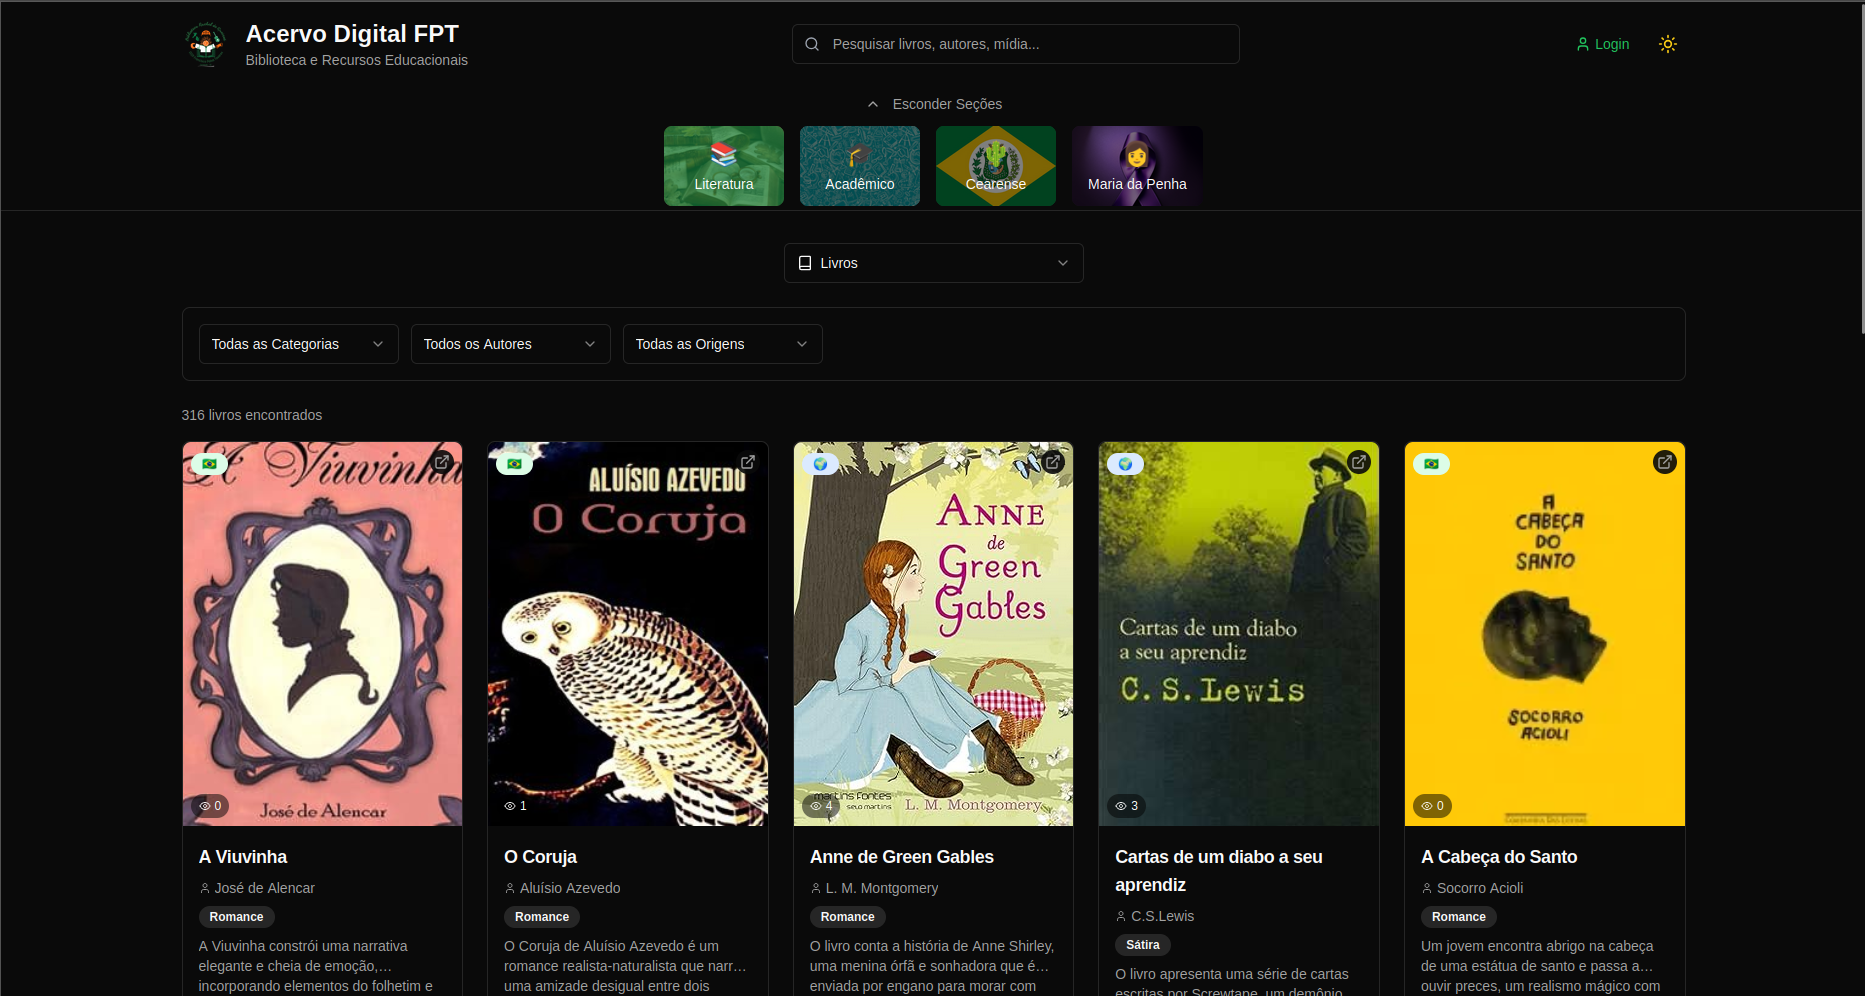 Acervo Digital FPT
Biblioteca e Recursos Educacionais
Pesquisar livros, autores, mídia...
Login
Esconder Seções
Literatura
Acadêmico
Cearense
Maria da Penha
Livros
Todas as Categorias
Todos os Autores
Todas as Origens
316 livros encontrados
A Viuvinha
José de Alencar
0
A Viuvinha
José de Alencar
Romance
A Viuvinha constrói uma narrativa
elegante e cheia de emoção,…
incorporando elementos do folhetim e
ALUÍSIO AZEVEDO
O Coruja
1
O Coruja
Aluísio Azevedo
Romance
O Coruja de Aluísio Azevedo é um
romance realista-naturalista que narr…
uma amizade desigual entre dois
ANNE
de
Green
Gables
martins fontes
selo martins
L. M. Montgomery
4
Anne de Green Gables
L. M. Montgomery
Romance
O livro conta a história de Anne Shirley,
uma menina órfã e sonhadora que é…
enviada por engano para morar com
Cartas de um diabo
a seu aprendiz
C. S. Lewis
3
Cartas de um diabo a seu
aprendiz
C.S.Lewis
Sátira
O livro apresenta uma série de cartas
escritas por Screwtape, um demônio
A
CABEÇA
DO
SANTO
SOCORRO
ACIOLI
0
A Cabeça do Santo
Socorro Acioli
Romance
Um jovem encontra abrigo na cabeça
de uma estátua de santo e passa a…
ouvir preces, um realismo mágico com